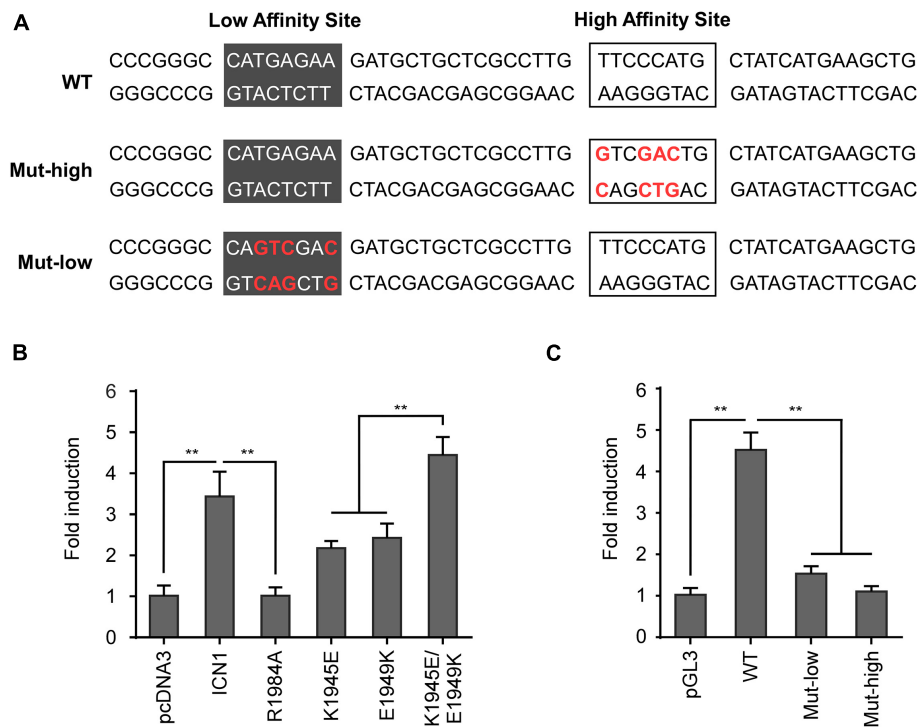 A
Low Affinity Site High Affinity Site
WT
CCCGGGC CATGAGAA GATGCTGCTCGCCTTG TTCCCATG CTATCATGAAGCTG
GGGCCCG GTACTCTT CTACGACGAGCGGAAC AAGGGTAC GATAGTACTTCGAC
Mut-high
CCCGGGC CATGAGAA GATGCTGCTCGCCTTG GTCGACTG CTATCATGAAGCTG
GGGCCCG GTACTCTT CTACGACGAGCGGAAC CAGCTGAC GATAGTACTTCGAC
Mut-low
CCCGGGC CAGTCGAC GATGCTGCTCGCCTTG TTCCCATG CTATCATGAAGCTG
GGGCCCG GTCAGCTG CTACGACGAGCGGAAC AAGGGTAC GATAGTACTTCGAC
B
Fold induction
6
5
4
3
2
1
0
** ** **
pcDNA3
ICN1
R1984A
K1945E
E1949K
K1945E/
E1949K
C
Fold induction
6
5
4
3
2
1
0
** **
pGL3
WT
Mut-low
Mut-high